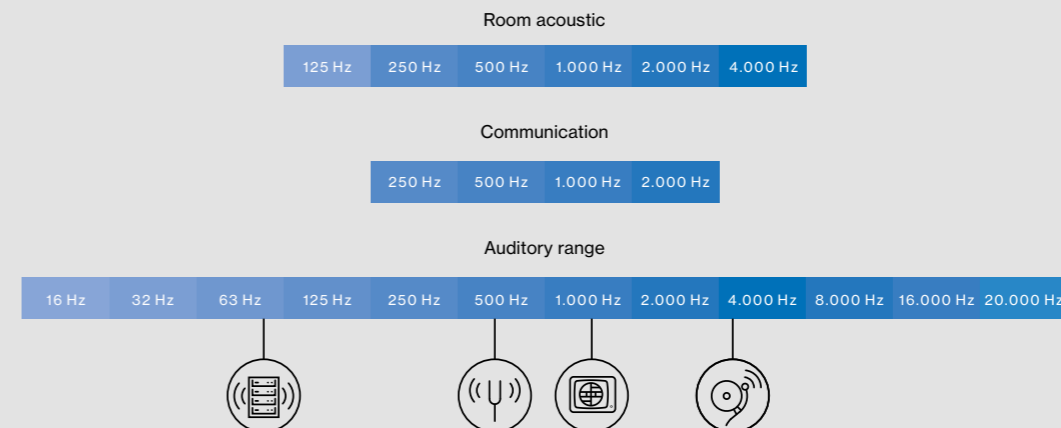 Room acoustic
125 Hz 250 Hz 500 Hz 1.000 Hz 2.000 Hz 4.000 Hz
Communication
250 Hz 500 Hz 1.000 Hz 2.000 Hz
Auditory range
16 Hz 32 Hz 63 Hz 125 Hz 250 Hz 500 Hz 1.000 Hz 2.000 Hz 4.000 Hz 8.000 Hz 16.000 Hz 20.000 Hz